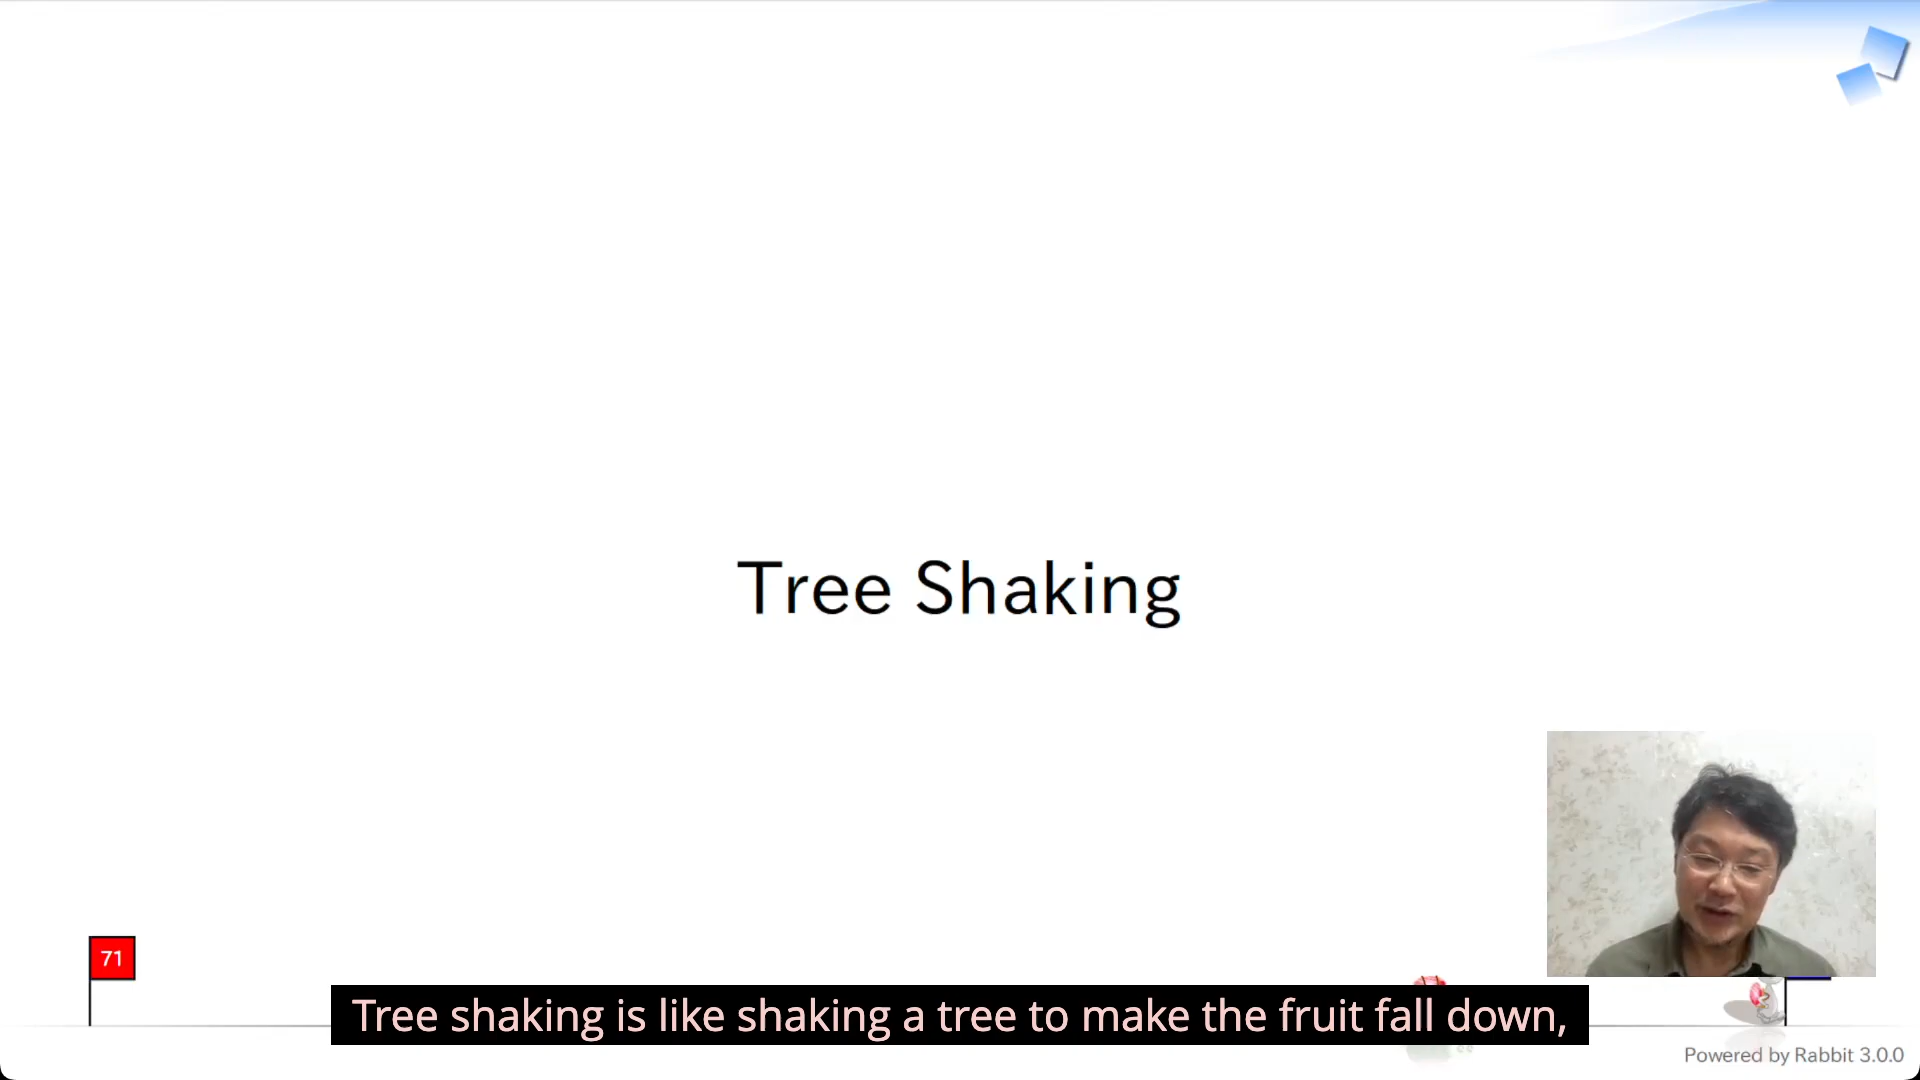 Tree Shaking
71
Tree shaking is like shaking a tree to make the fruit fall down,
Powered by Rabbit 3.0.0